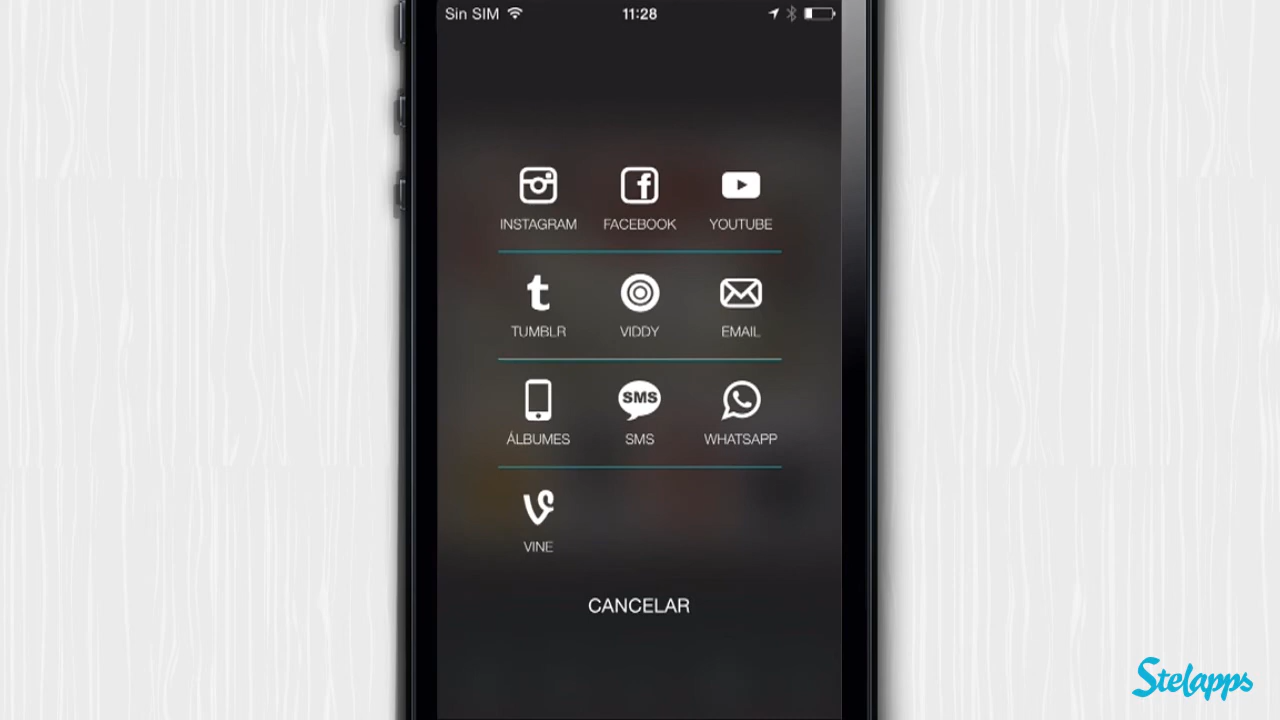 Sin SIM 11:28
INSTAGRAM FACEBOOK YOUTUBE
TUMBLR VIDDY EMAIL
SMS
ÁLBUMES SMS WHATSAPP
VINE
CANCELAR
Stelapps